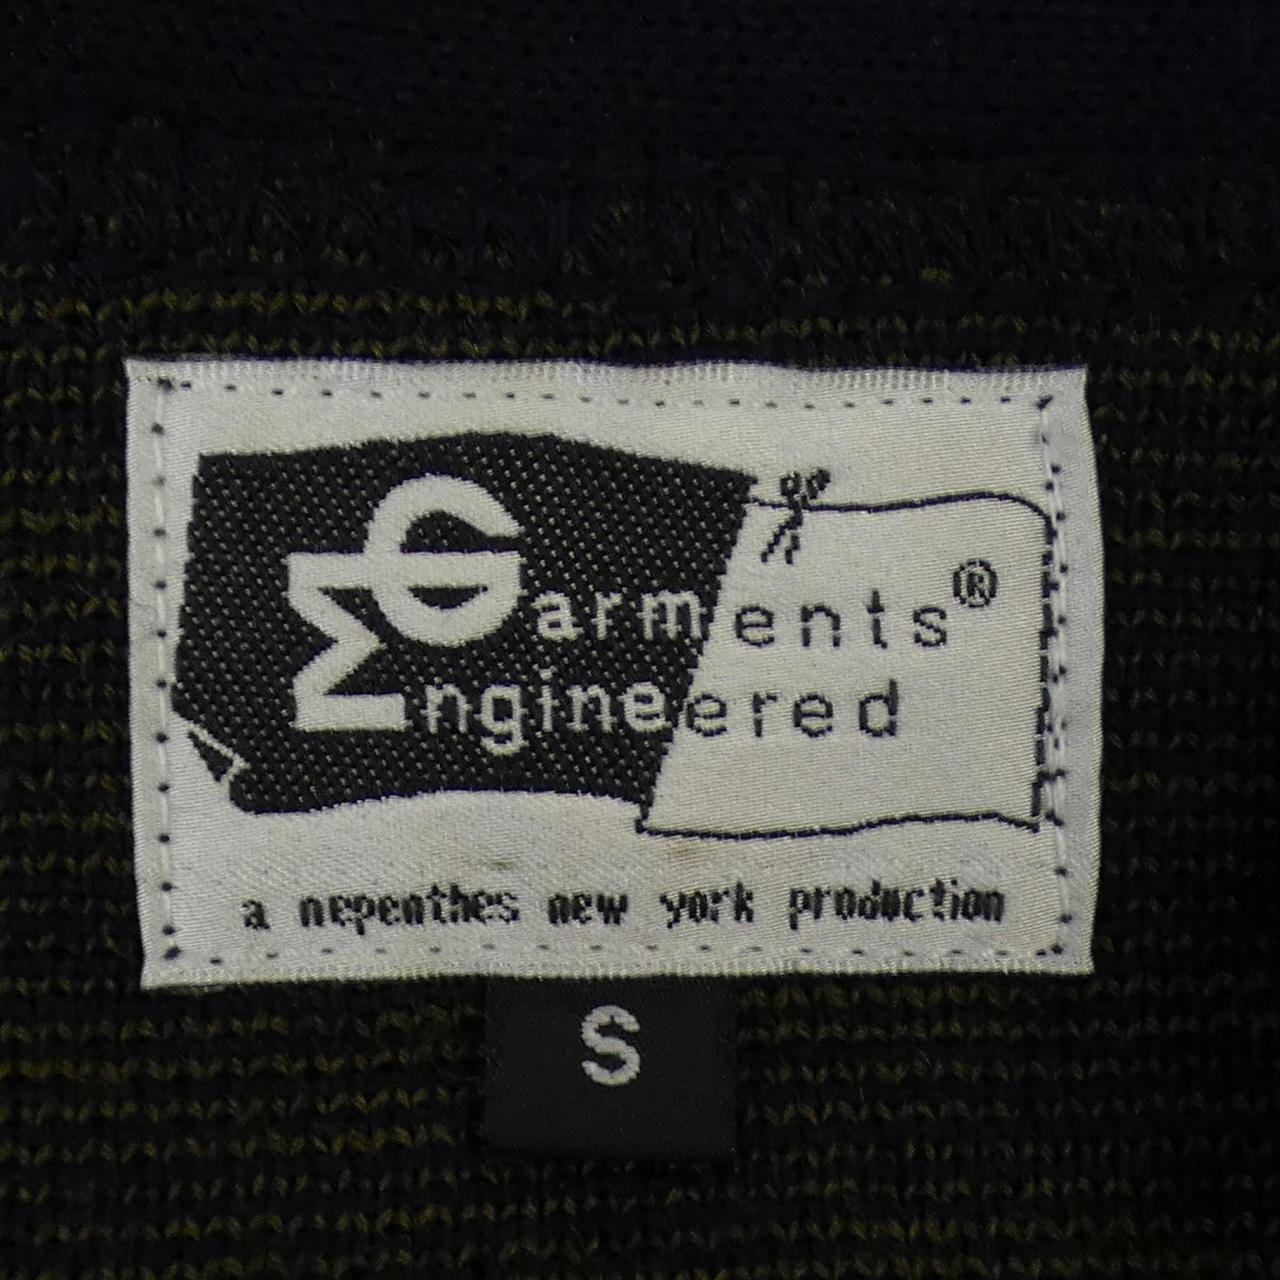 Garments®
Engineered
a nepenthes new york production
S